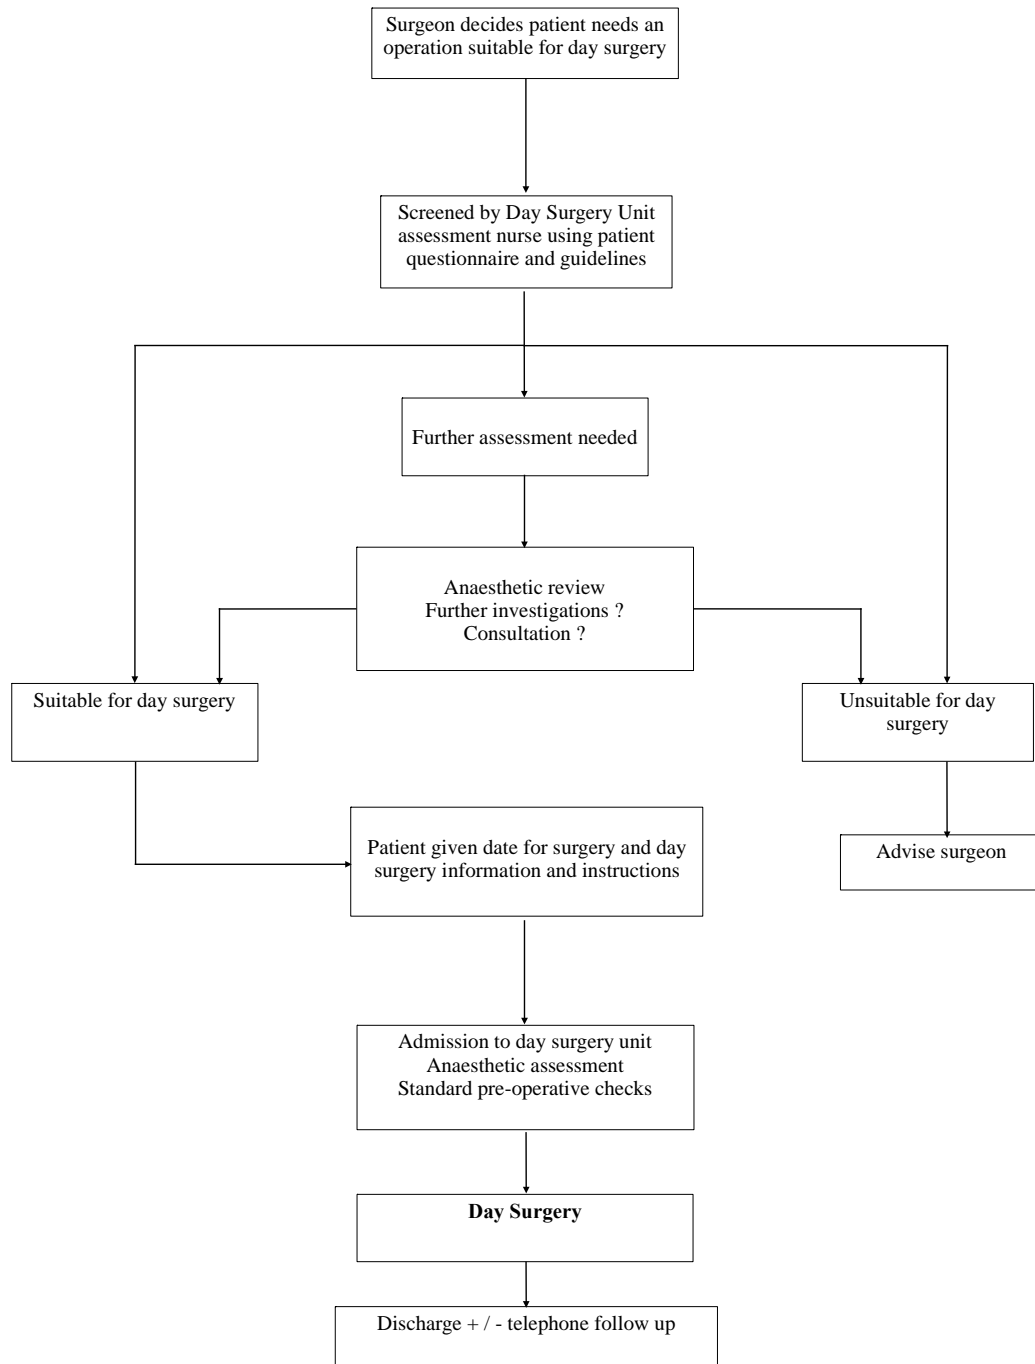 Surgeon decides patient needs an
operation suitable for day surgery
Screened by Day Surgery Unit
assessment nurse using patient
questionnaire and guidelines
Further assessment needed
Anaesthetic review
Further investigations ?
Consultation ?
Suitable for day surgery
Unsuitable for day
surgery
Patient given date for surgery and day
surgery information and instructions
Advise surgeon
Admission to day surgery unit
Anaesthetic assessment
Standard pre-operative checks
Day Surgery
Discharge + / - telephone follow up